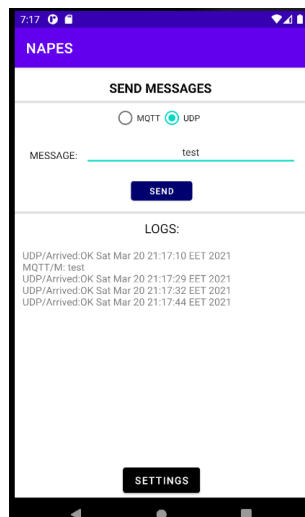 7:17
NAPES
SEND MESSAGES
MQTT UDP
MESSAGE: test
SEND
LOGS:
UDP/Arrived:OK Sat Mar 20 21:17:10 EET 2021
MQTT/M: test
UDP/Arrived:OK Sat Mar 20 21:17:29 EET 2021
UDP/Arrived:OK Sat Mar 20 21:17:32 EET 2021
UDP/Arrived:OK Sat Mar 20 21:17:44 EET 2021
SETTINGS